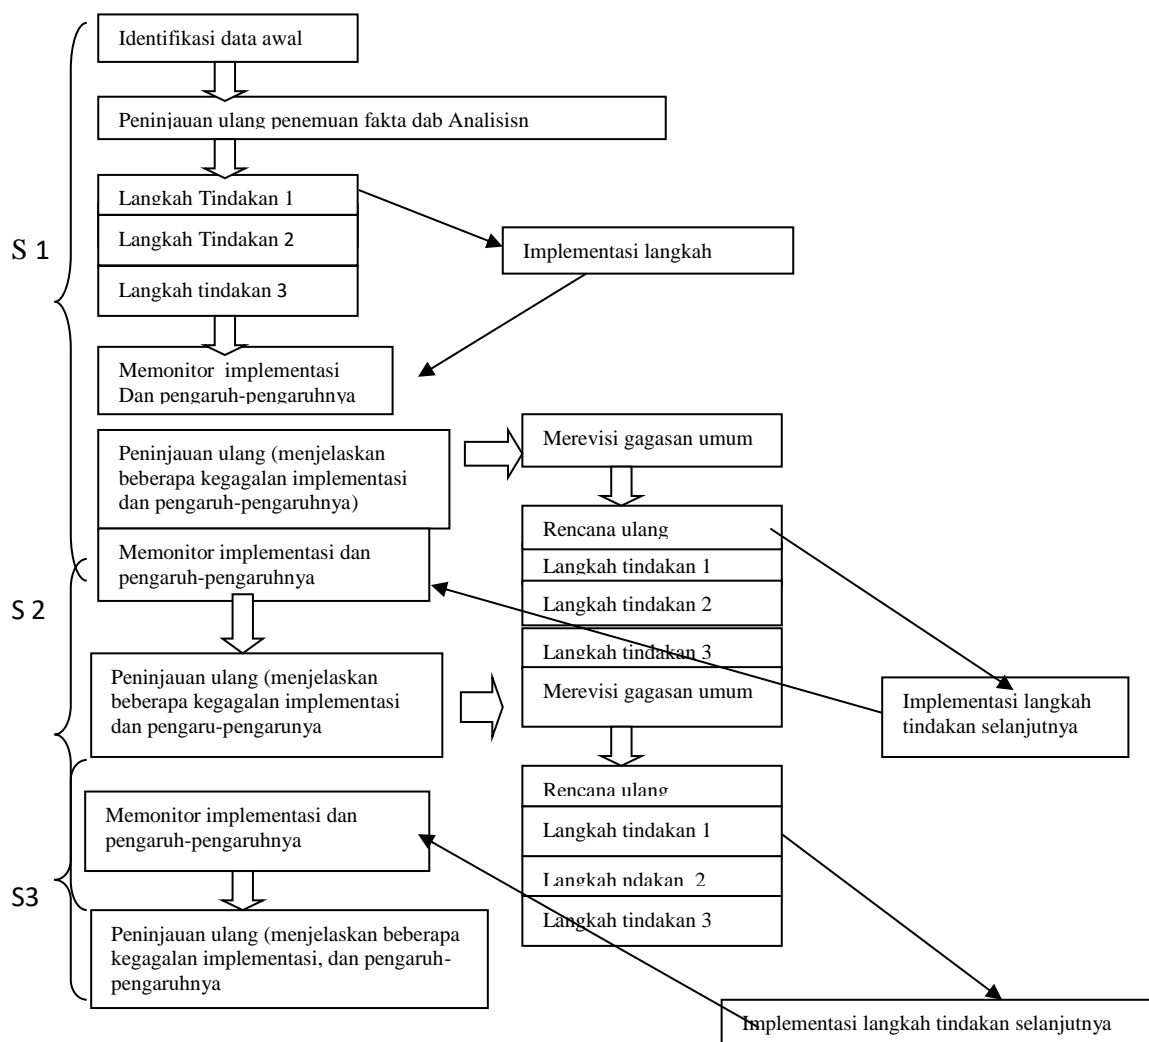 Identifikasi data awal
Peninjauan ulang penemuan fakta dab Analisisn
S 1
Langkah Tindakan 1
Langkah Tindakan 2
Langkah tindakan 3
Implementasi langkah
Memonitor implementasi
Dan pengaruh-pengaruhnya
Peninjauan ulang (menjelaskan
beberapa kegagalan implementasi
dan pengaruh-pengaruhnya)
Merevisi gagasan umum
Rencana ulang
Langkah tindakan 1
Langkah tindakan 2
Langkah tindakan 3
S 2
Memonitor implementasi dan
pengaruh-pengaruhnya
Peninjauan ulang (menjelaskan
beberapa kegagalan implementasi
dan pengaru-pengarunya
Merevisi gagasan umum
Implementasi langkah
tindakan selanjutnya
Rencana ulang
Langkah tindakan 1
Langkah ndakan 2
Langkah tindakan 3
S3
Memonitor implementasi dan
pengaruh-pengaruhnya
Peninjauan ulang (menjelaskan beberapa
kegagalan implementasi, dan pengaruh-
pengaruhnya
Implementasi langkah tindakan selanjutnya